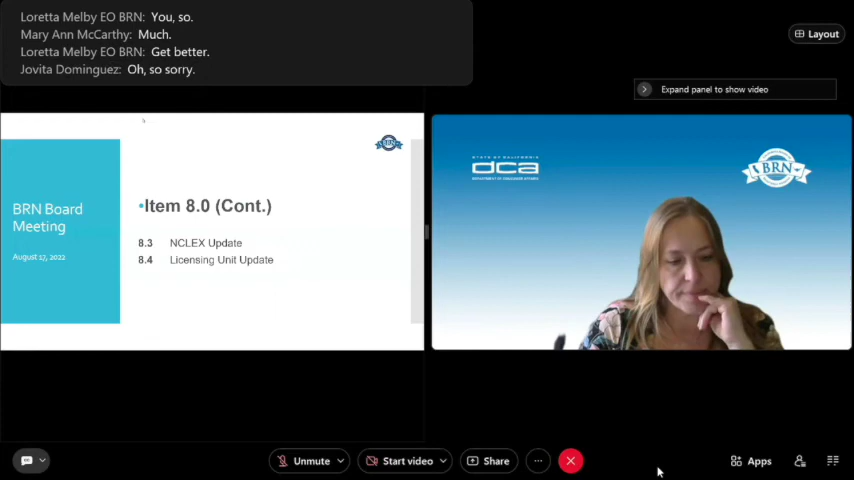 Loretta Melby EO BRN: You, so.
Mary Ann McCarthy: Much.
Loretta Melby EO BRN: Get better.
Jovita Dominguez: Oh, so sorry.
Layout
Expand panel to show video
BRN Board
Meeting
August 17, 2022
BRN
•Item 8.0 (Cont.)
8.3 NCLEX Update
8.4 Licensing Unit Update
STATE OF CALIFORNIA
dca
DEPARTMENT OF CONSUMER AFFAIRS
BRN
Unmute
Start video
Share
Apps